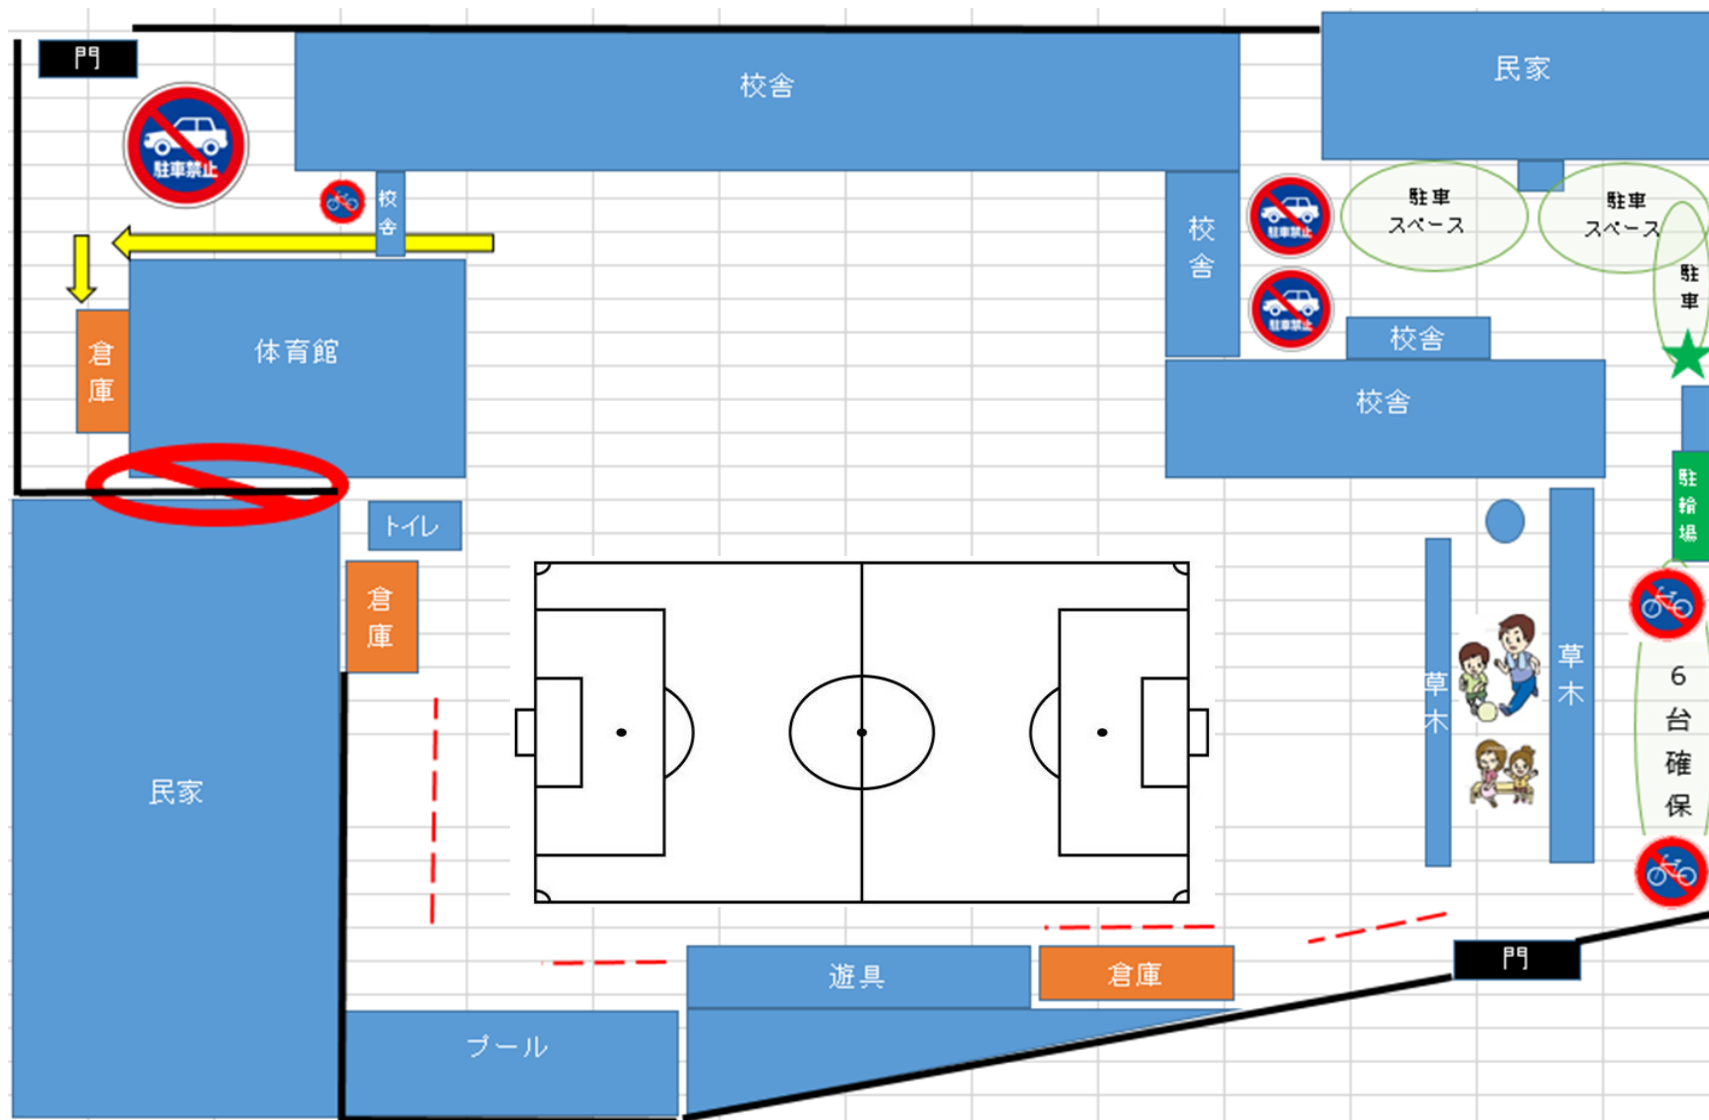 門
校舎
民家
駐車禁止
校
舎
駐車
スペース
駐車
スペース
校
舎
駐車禁止
駐
車
駐車禁止
校舎
倉
庫
体育館
校舎
駐
輪
場
トイレ
倉
庫
草
木
草
木
6
台
確
保
民家
門
遊具
倉庫
プール